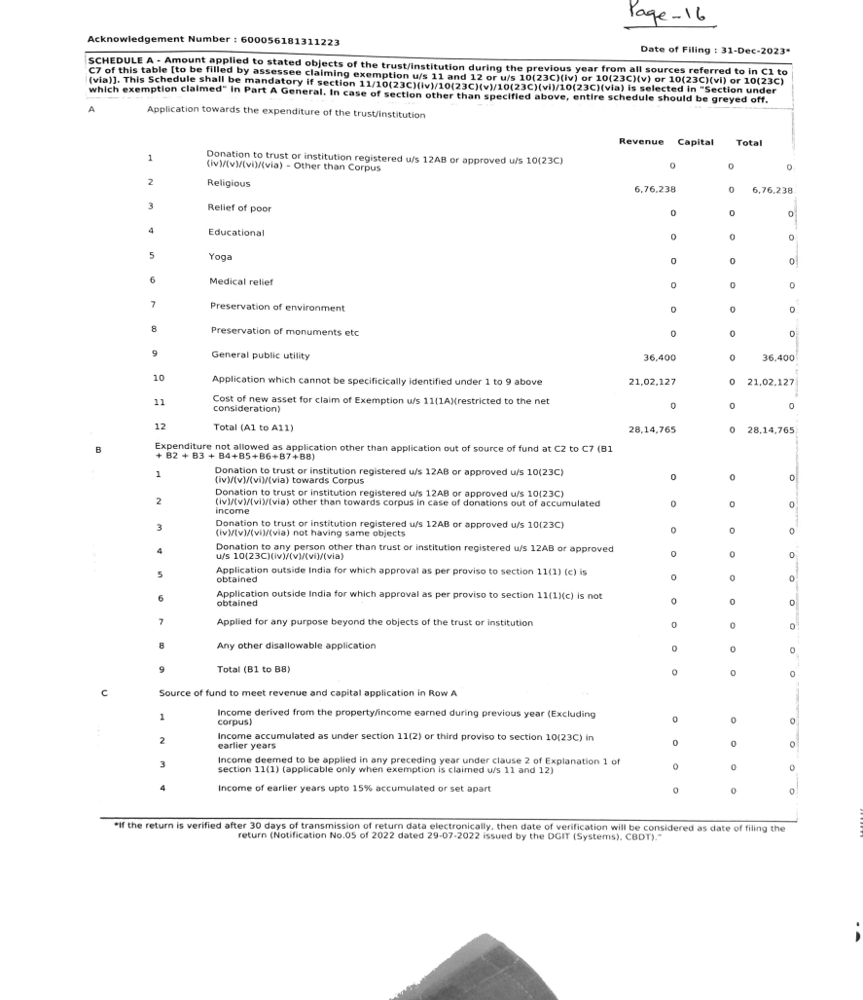 Page-16
Acknowledgement Number : 600056181311223
Date of Filing : 31-Dec-2023*
SCHEDULE A - Amount applied to stated objects of the trust/institution during the previous year from all sources referred to in C1 to
C7 of this table [to be filled by assessee claiming exemption u/s 11 and 12 or u/s 10(23C)(iv) or 10(23C)(v) or 10(23C)(vi) or 10(23C)
(via)]. This Schedule shall be mandatory if section 11/10(23C)(iv)/10(23C)(v)/10(23C)(vi)/10(23C)(via) is selected in "Section under
which exemption claimed" in Part A General. In case of section other than specified above, entire schedule should be greyed off.
A Application towards the expenditure of the trust/institution
Revenue Capital Total
1 Donation to trust or institution registered u/s 12AB or approved u/s 10(23C)
(iv)/(v)/(vi)/(via) – Other than Corpus 0 0 0
2 Religious 6,76,238 0 6,76,238
3 Relief of poor 0 0 0
4 Educational 0 0 0
5 Yoga 0 0 0
6 Medical relief 0 0 0
7 Preservation of environment 0 0 0
8 Preservation of monuments etc 0 0 0
9 General public utility 36,400 0 36,400
10 Application which cannot be specificically identified under 1 to 9 above 21,02,127 0 21,02,127
11 Cost of new asset for claim of Exemption u/s 11(1A)(restricted to the net
consideration) 0 0 0
12 Total (A1 to A11) 28,14,765 0 28,14,765
B Expenditure not allowed as application other than application out of source of fund at C2 to C7 (B1
+ B2 + B3 + B4+B5+B6+B7+B8)
1 Donation to trust or institution registered u/s 12AB or approved u/s 10(23C)
(iv)/(v)/(vi)/(via) towards Corpus 0 0 0
2 Donation to trust or institution registered u/s 12AB or approved u/s 10(23C)
(iv)/(v)/(vi)/(via) other than towards corpus in case of donations out of accumulated
income 0 0 0
3 Donation to trust or institution registered u/s 12AB or approved u/s 10(23C)
(iv)/(v)/(vi)/(via) not having same objects 0 0 0
4 Donation to any person other than trust or institution registered u/s 12AB or approved
u/s 10(23C)(iv)/(v)/(vi)/(via) 0 0 0
5 Application outside India for which approval as per proviso to section 11(1) (c) is
obtained 0 0 0
6 Application outside India for which approval as per proviso to section 11(1)(c) is not
obtained 0 0 0
7 Applied for any purpose beyond the objects of the trust or institution 0 0 0
8 Any other disallowable application 0 0 0
9 Total (B1 to B8) 0 0 0
C Source of fund to meet revenue and capital application in Row A
1 Income derived from the property/income earned during previous year (Excluding
corpus) 0 0 0
2 Income accumulated as under section 11(2) or third proviso to section 10(23C) in
earlier years 0 0 0
3 Income deemed to be applied in any preceding year under clause 2 of Explanation 1 of
section 11(1) (applicable only when exemption is claimed u/s 11 and 12) 0 0 0
4 Income of earlier years upto 15% accumulated or set apart 0 0 0
*If the return is verified after 30 days of transmission of return data electronically, then date of verification will be considered as date of filing the
return (Notification No.05 of 2022 dated 29-07-2022 issued by the DGIT (Systems), CBDT)."